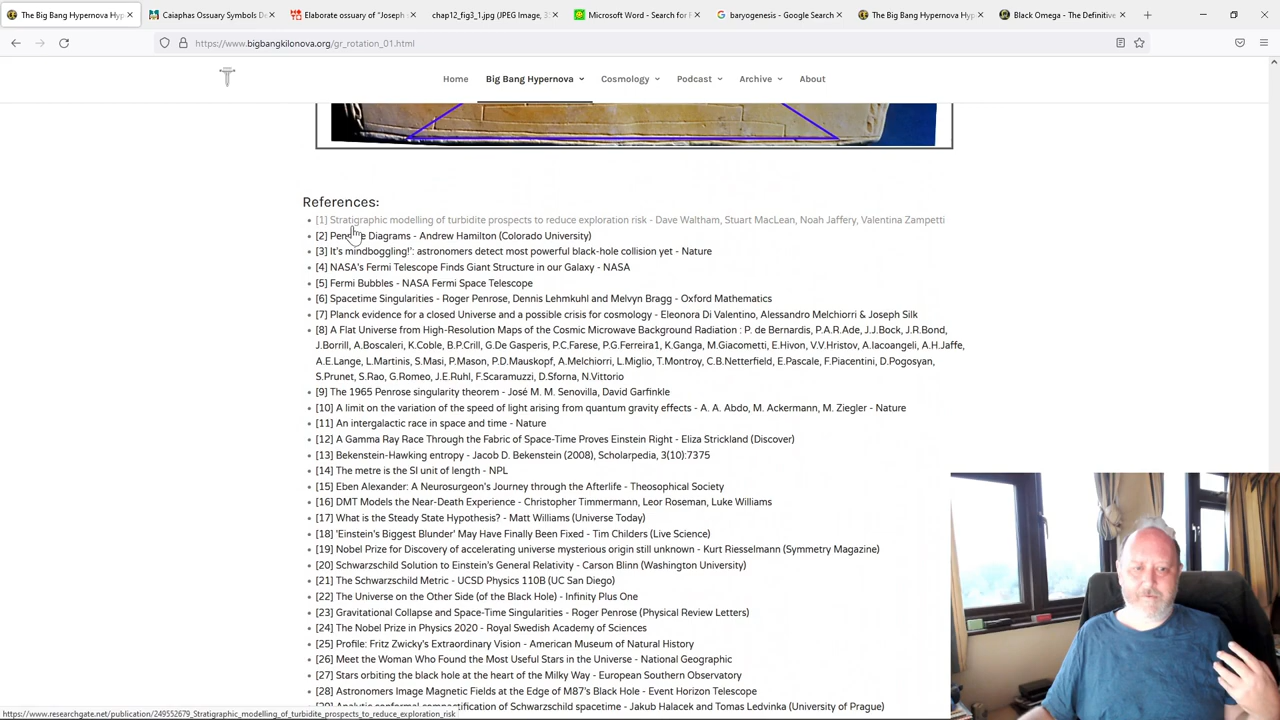 The Big Bang Hypernova Hyp
Caiaphas Ossuary Symbols De
Elaborate ossuary of "Joseph
chap12_fig3_1.jpg (JPEG Image, 35
Microsoft Word - Search for E
baryogenesis - Google Search
The Big Bang Hypernova Hyp
Black Omega - The Definitive
https://www.bigbangkilonova.org/gr_rotation_01.html
Home
Big Bang Hypernova
Cosmology
Podcast
Archive
About
References:
[1] Stratigraphic modelling of turbidite prospects to reduce exploration risk - Dave Waltham, Stuart MacLean, Noah Jaffery, Valentina Zampetti
[2] Penrose Diagrams - Andrew Hamilton (Colorado University)
[3] It's mindboggling!': astronomers detect most powerful black-hole collision yet - Nature
[4] NASA's Fermi Telescope Finds Giant Structure in our Galaxy - NASA
[5] Fermi Bubbles - NASA Fermi Space Telescope
[6] Spacetime Singularities - Roger Penrose, Dennis Lehmkuhl and Melvyn Bragg - Oxford Mathematics
[7] Planck evidence for a closed Universe and a possible crisis for cosmology - Eleonora Di Valentino, Alessandro Melchiorri & Joseph Silk
[8] A Flat Universe from High-Resolution Maps of the Cosmic Microwave Background Radiation : P. de Bernardis, P.A.R.Ade, J.J.Bock, J.R.Bond,
J.Borrill, A.Boscaleri, K.Coble, B.P.Crill, G.De Gasperis, P.C.Farese, P.G.Ferreira1, K.Ganga, M.Giacometti, E.Hivon, V.V.Hristov, A.Iacoangeli, A.H.Jaffe,
A.E.Lange, L.Martinis, S.Masi, P.Mason, P.D.Mauskopf, A.Melchiorri, L.Miglio, T.Montroy, C.B.Netterfield, E.Pascale, F.Piacentini, D.Pogosyan,
S.Prunet, S.Rao, G.Romeo, J.E.Ruhl, F.Scaramuzzi, D.Sforna, N.Vittorio
[9] The 1965 Penrose singularity theorem - José M. M. Senovilla, David Garfinkle
[10] A limit on the variation of the speed of light arising from quantum gravity effects - A. A. Abdo, M. Ackermann, M. Ziegler - Nature
[11] An intergalactic race in space and time - Nature
[12] A Gamma Ray Race Through the Fabric of Space-Time Proves Einstein Right - Eliza Strickland (Discover)
[13] Bekenstein-Hawking entropy - Jacob D. Bekenstein (2008), Scholarpedia, 3(10):7375
[14] The metre is the SI unit of length - NPL
[15] Eben Alexander: A Neurosurgeon's Journey through the Afterlife - Theosophical Society
[16] DMT Models the Near-Death Experience - Christopher Timmermann, Leor Roseman, Luke Williams
[17] What is the Steady State Hypothesis? - Matt Williams (Universe Today)
[18] 'Einstein's Biggest Blunder' May Have Finally Been Fixed - Tim Childers (Live Science)
[19] Nobel Prize for Discovery of accelerating universe mysterious origin still unknown - Kurt Riesselmann (Symmetry Magazine)
[20] Schwarzschild Solution to Einstein's General Relativity - Carson Blinn (Washington University)
[21] The Schwarzschild Metric - UCSD Physics 110B (UC San Diego)
[22] The Universe on the Other Side (of the Black Hole) - Infinity Plus One
[23] Gravitational Collapse and Space-Time Singularities - Roger Penrose (Physical Review Letters)
[24] The Nobel Prize in Physics 2020 - Royal Swedish Academy of Sciences
[25] Profile: Fritz Zwicky's Extraordinary Vision - American Museum of Natural History
[26] Meet the Woman Who Found the Most Useful Stars in the Universe - National Geographic
[27] Stars orbiting the black hole at the heart of the Milky Way - European Southern Observatory
[28] Astronomers Image Magnetic Fields at the Edge of M87's Black Hole - Event Horizon Telescope
[29] Analytic conformal compactification of Schwarzschild spacetime - Jakub Halacek and Tomas Ledvinka (University of Prague)
https://www.researchgate.net/publication/249552679_Stratigraphic_modelling_of_turbidite_prospects_to_reduce_exploration_risk